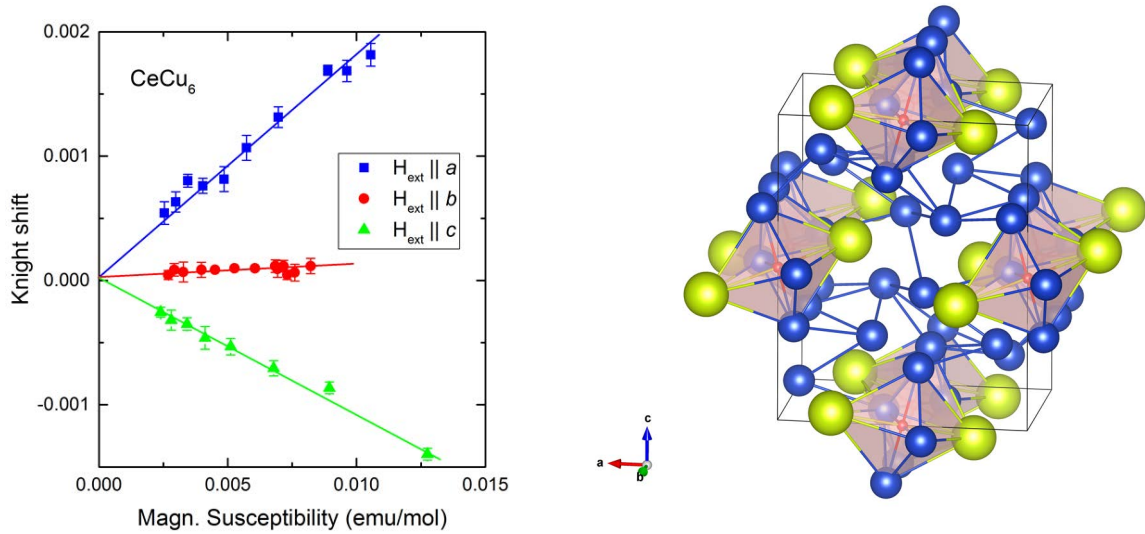 0.002
0.001
0.000
-0.001
Knight shift
CeCu6
Hext || a
Hext || b
Hext || c
0.000 0.005 0.010 0.015
Magn. Susceptibility (emu/mol)
c
a
b